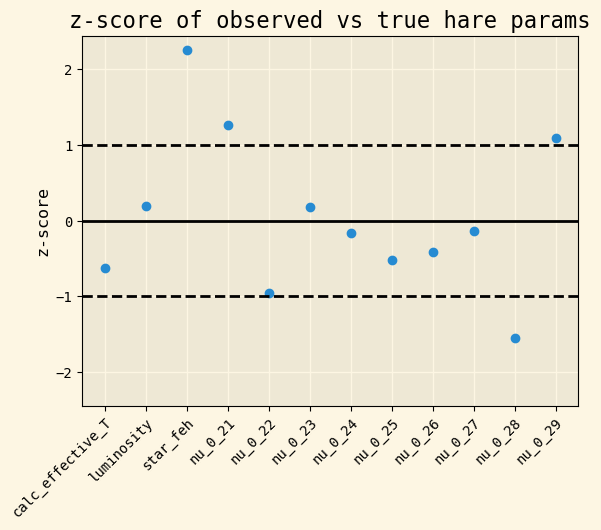 z-score of observed vs true hare params
z-score
2
1
0
−1
−2
calc_effective_T
luminosity
star_feh
nu_0_21
nu_0_22
nu_0_23
nu_0_24
nu_0_25
nu_0_26
nu_0_27
nu_0_28
nu_0_29